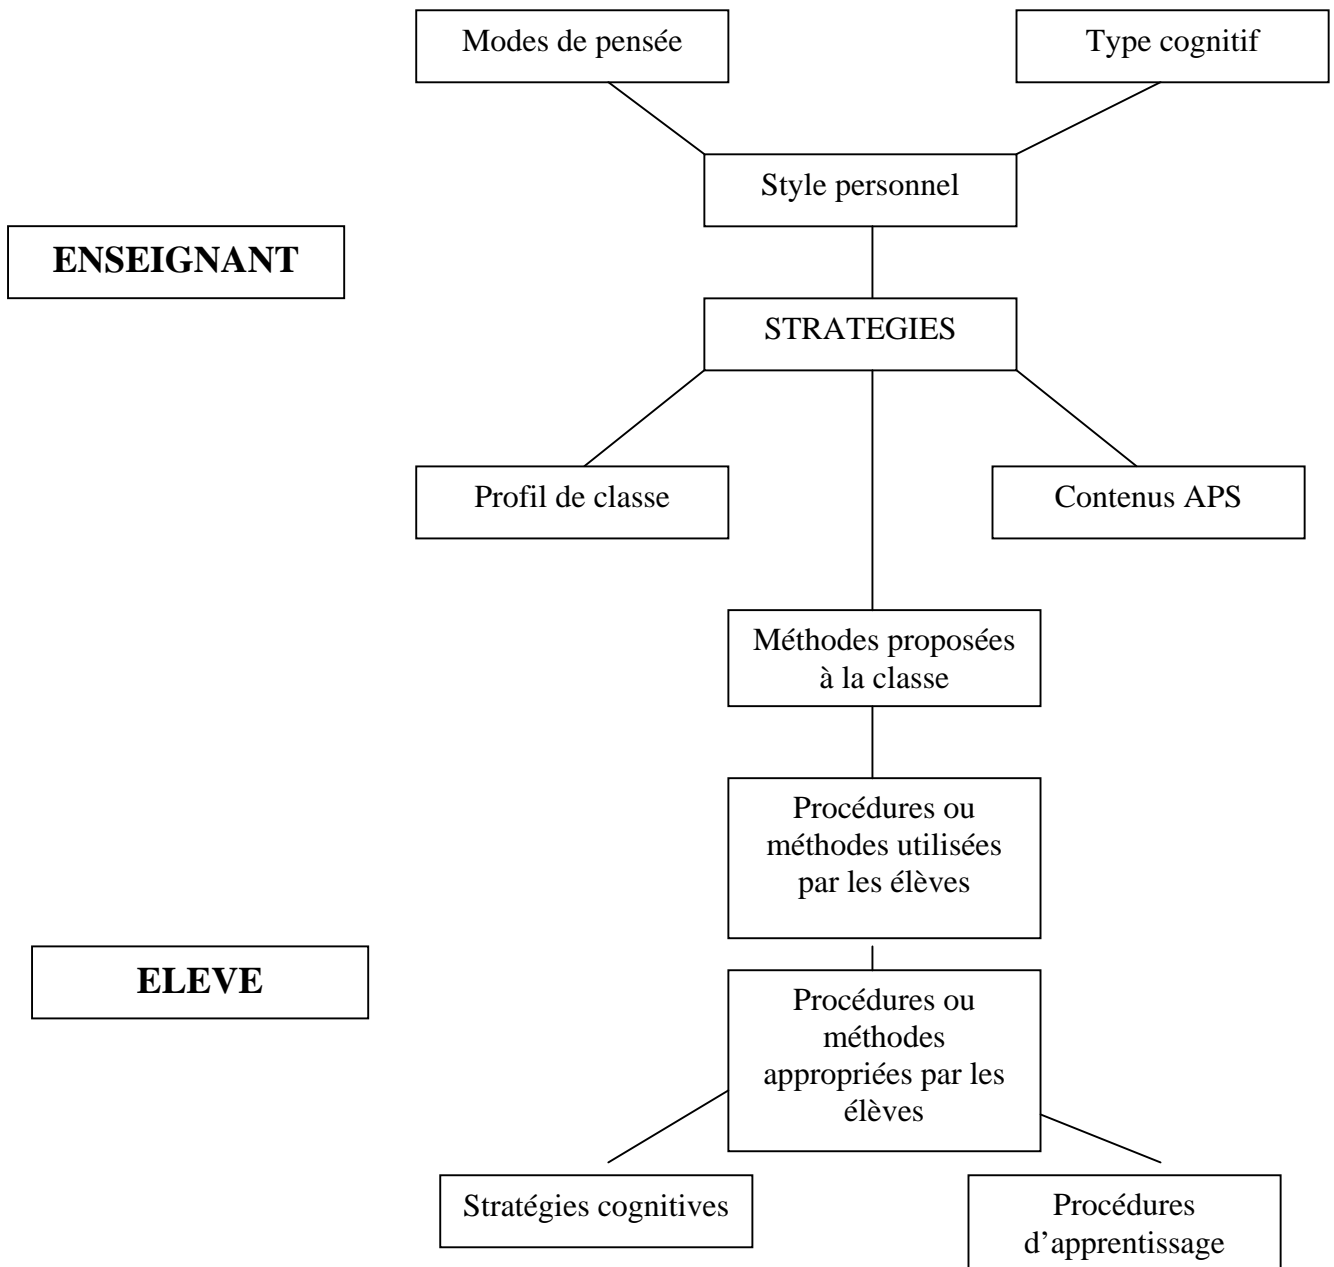 Modes de pensée
Type cognitif
Style personnel
ENSEIGNANT
STRATEGIES
Profil de classe
Contenus APS
Méthodes proposées
à la classe
Procédures ou
méthodes utilisées
par les élèves
ELEVE
Procédures ou
méthodes
appropriées par les
élèves
Stratégies cognitives
Procédures
d’apprentissage